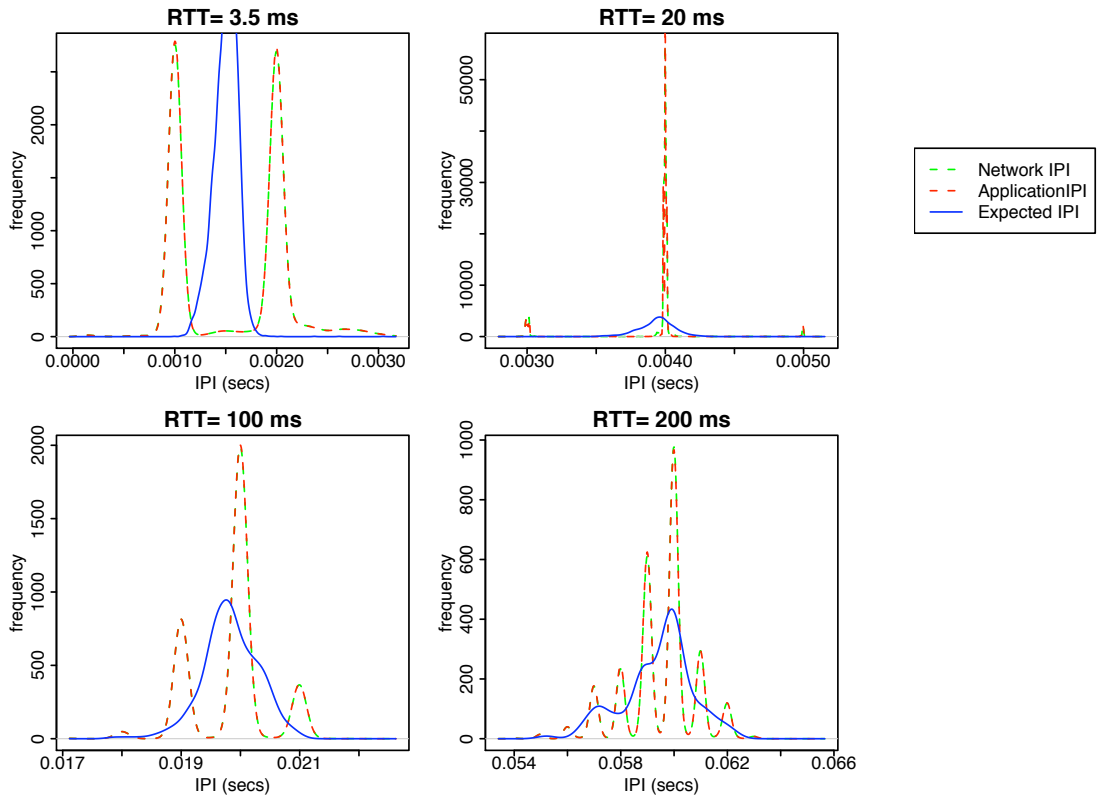 RTT= 3.5 ms
frequency
0
500
1000
2000
0.0000
0.0010
0.0020
0.0030
IPI (secs)
RTT= 20 ms
frequency
0
10000
30000
50000
0.0030
0.0040
0.0050
IPI (secs)
Network IPI
ApplicationIPI
Expected IPI
RTT= 100 ms
frequency
0
500
1000
1500
2000
0.017
0.019
0.021
IPI (secs)
RTT= 200 ms
frequency
0
200
400
600
800
1000
0.054
0.058
0.062
0.066
IPI (secs)